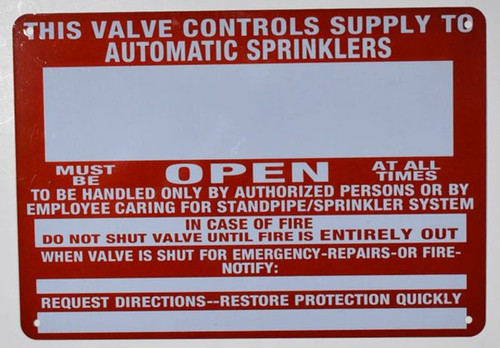 THIS VALVE CONTROLS SUPPLY TO
AUTOMATIC SPRINKLERS
MUST BE OPEN AT ALL TIMES
TO BE HANDLED ONLY BY AUTHORIZED PERSONS OR BY
EMPLOYEE CARING FOR STANDPIPE/SPRINKLER SYSTEM
IN CASE OF FIRE
DO NOT SHUT VALVE UNTIL FIRE IS ENTIRELY OUT
WHEN VALVE IS SHUT FOR EMERGENCY-REPAIRS-OR FIRE-
NOTIFY:
REQUEST DIRECTIONS--RESTORE PROTECTION QUICKLY